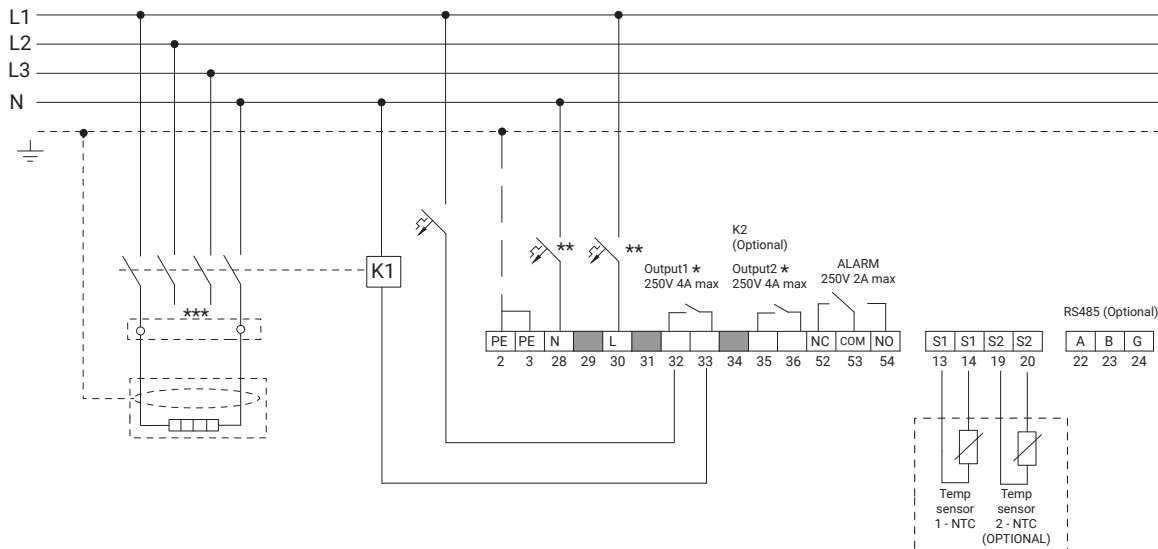 L1
L2
L3
N
K1
***
**
**
K2
(Optional)
Output1 *
250V 4A max
Output2 *
250V 4A max
ALARM
250V 2A max
RS485 (Optional)
PE PE N L NC COM NO
2 3 28 29 30 31 32 33 34 35 36 52 53 54
S1 S1 S2 S2
13 14 19 20
A B G
22 23 24
Temp
sensor
1 - NTC
Temp
sensor
2 - NTC
(OPTIONAL)